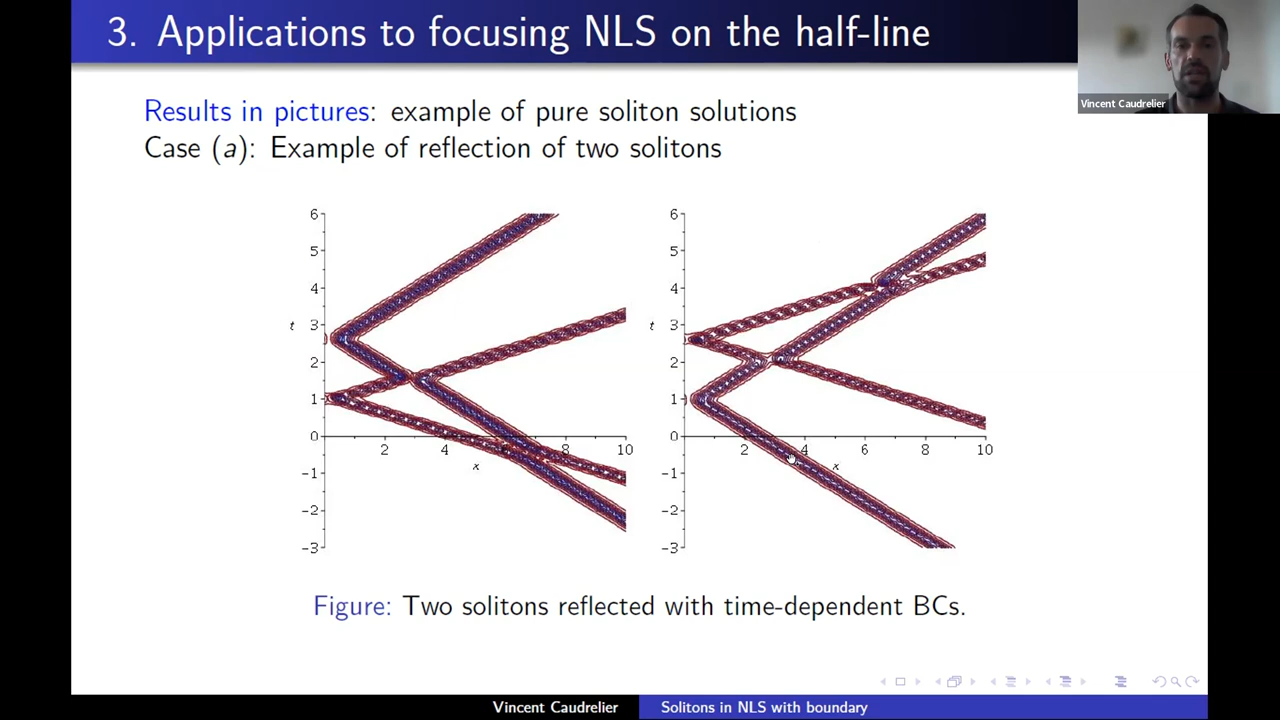 3. Applications to focusing NLS on the half-line
Vincent Caudrelier
Results in pictures: example of pure soliton solutions
Case (a): Example of reflection of two solitons
6
5
4
3
2
1
0
-1
-2
-3
t
2
4
6
8
10
x
6
5
4
3
2
1
0
-1
-2
-3
t
2
4
6
8
10
x
Figure: Two solitons reflected with time-dependent BCs.
Vincent Caudrelier
Solitons in NLS with boundary